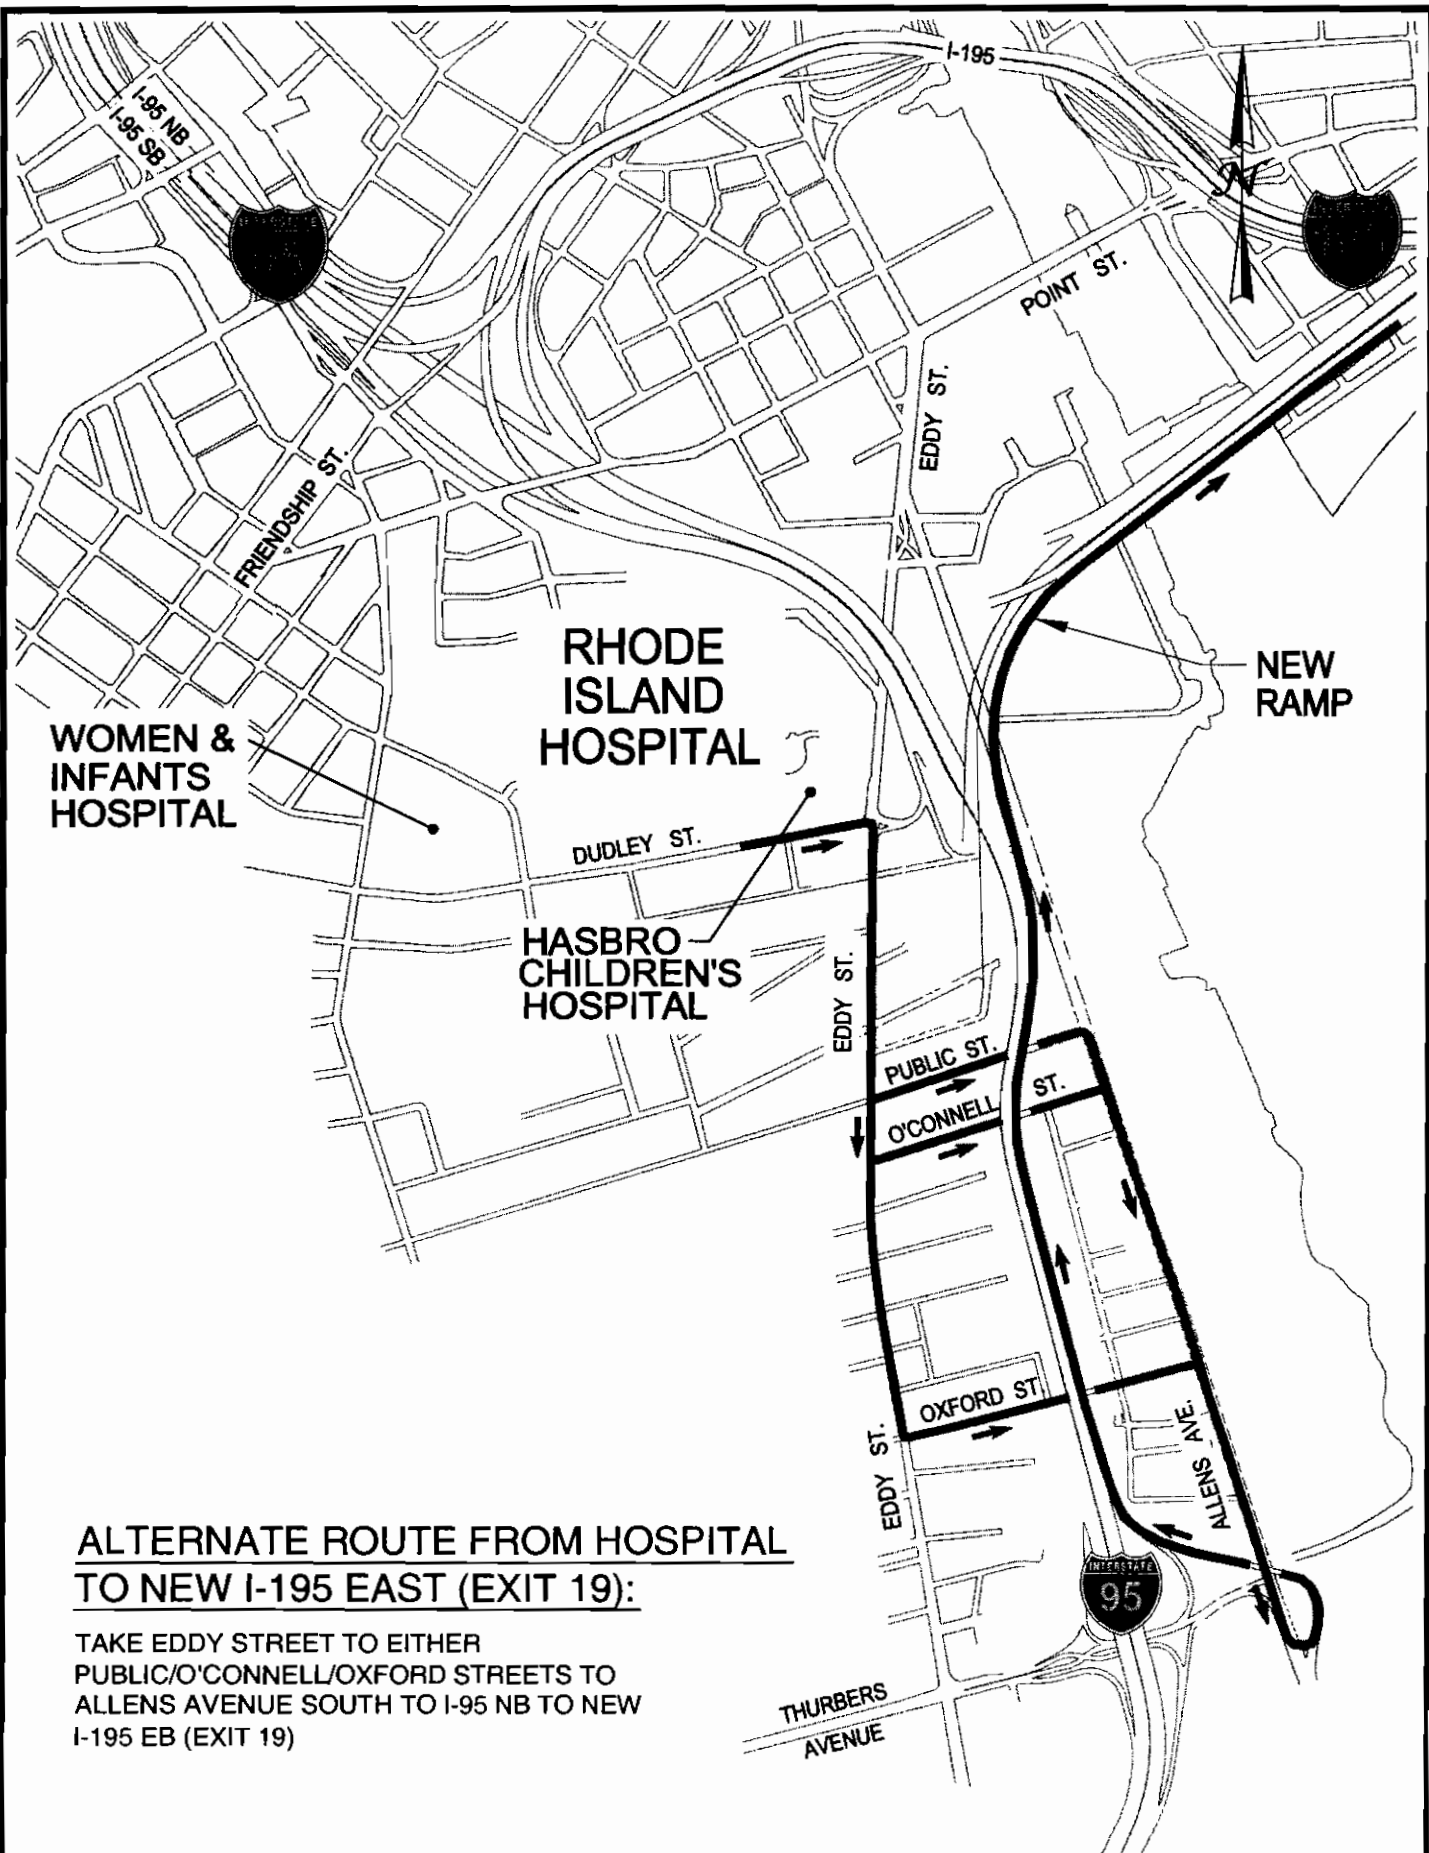 I-195
I-95 NB
I-95 SB
N
POINT ST.
EDDY ST.
FRIENDSHIP ST.
RHODE
ISLAND
HOSPITAL
NEW
RAMP
WOMEN &
INFANTS
HOSPITAL
DUDLEY ST.
HASBRO
CHILDREN'S
HOSPITAL
EDDY ST.
PUBLIC ST.
O'CONNELL ST.
OXFORD ST.
EDDY ST.
ALLENS AVE.
INTERSTATE
95
ALTERNATE ROUTE FROM HOSPITAL
TO NEW I-195 EAST (EXIT 19):
TAKE EDDY STREET TO EITHER
PUBLIC/O'CONNELL/OXFORD STREETS TO
ALLENS AVENUE SOUTH TO I-95 NB TO NEW
I-195 EB (EXIT 19)
THURBERS
AVENUE